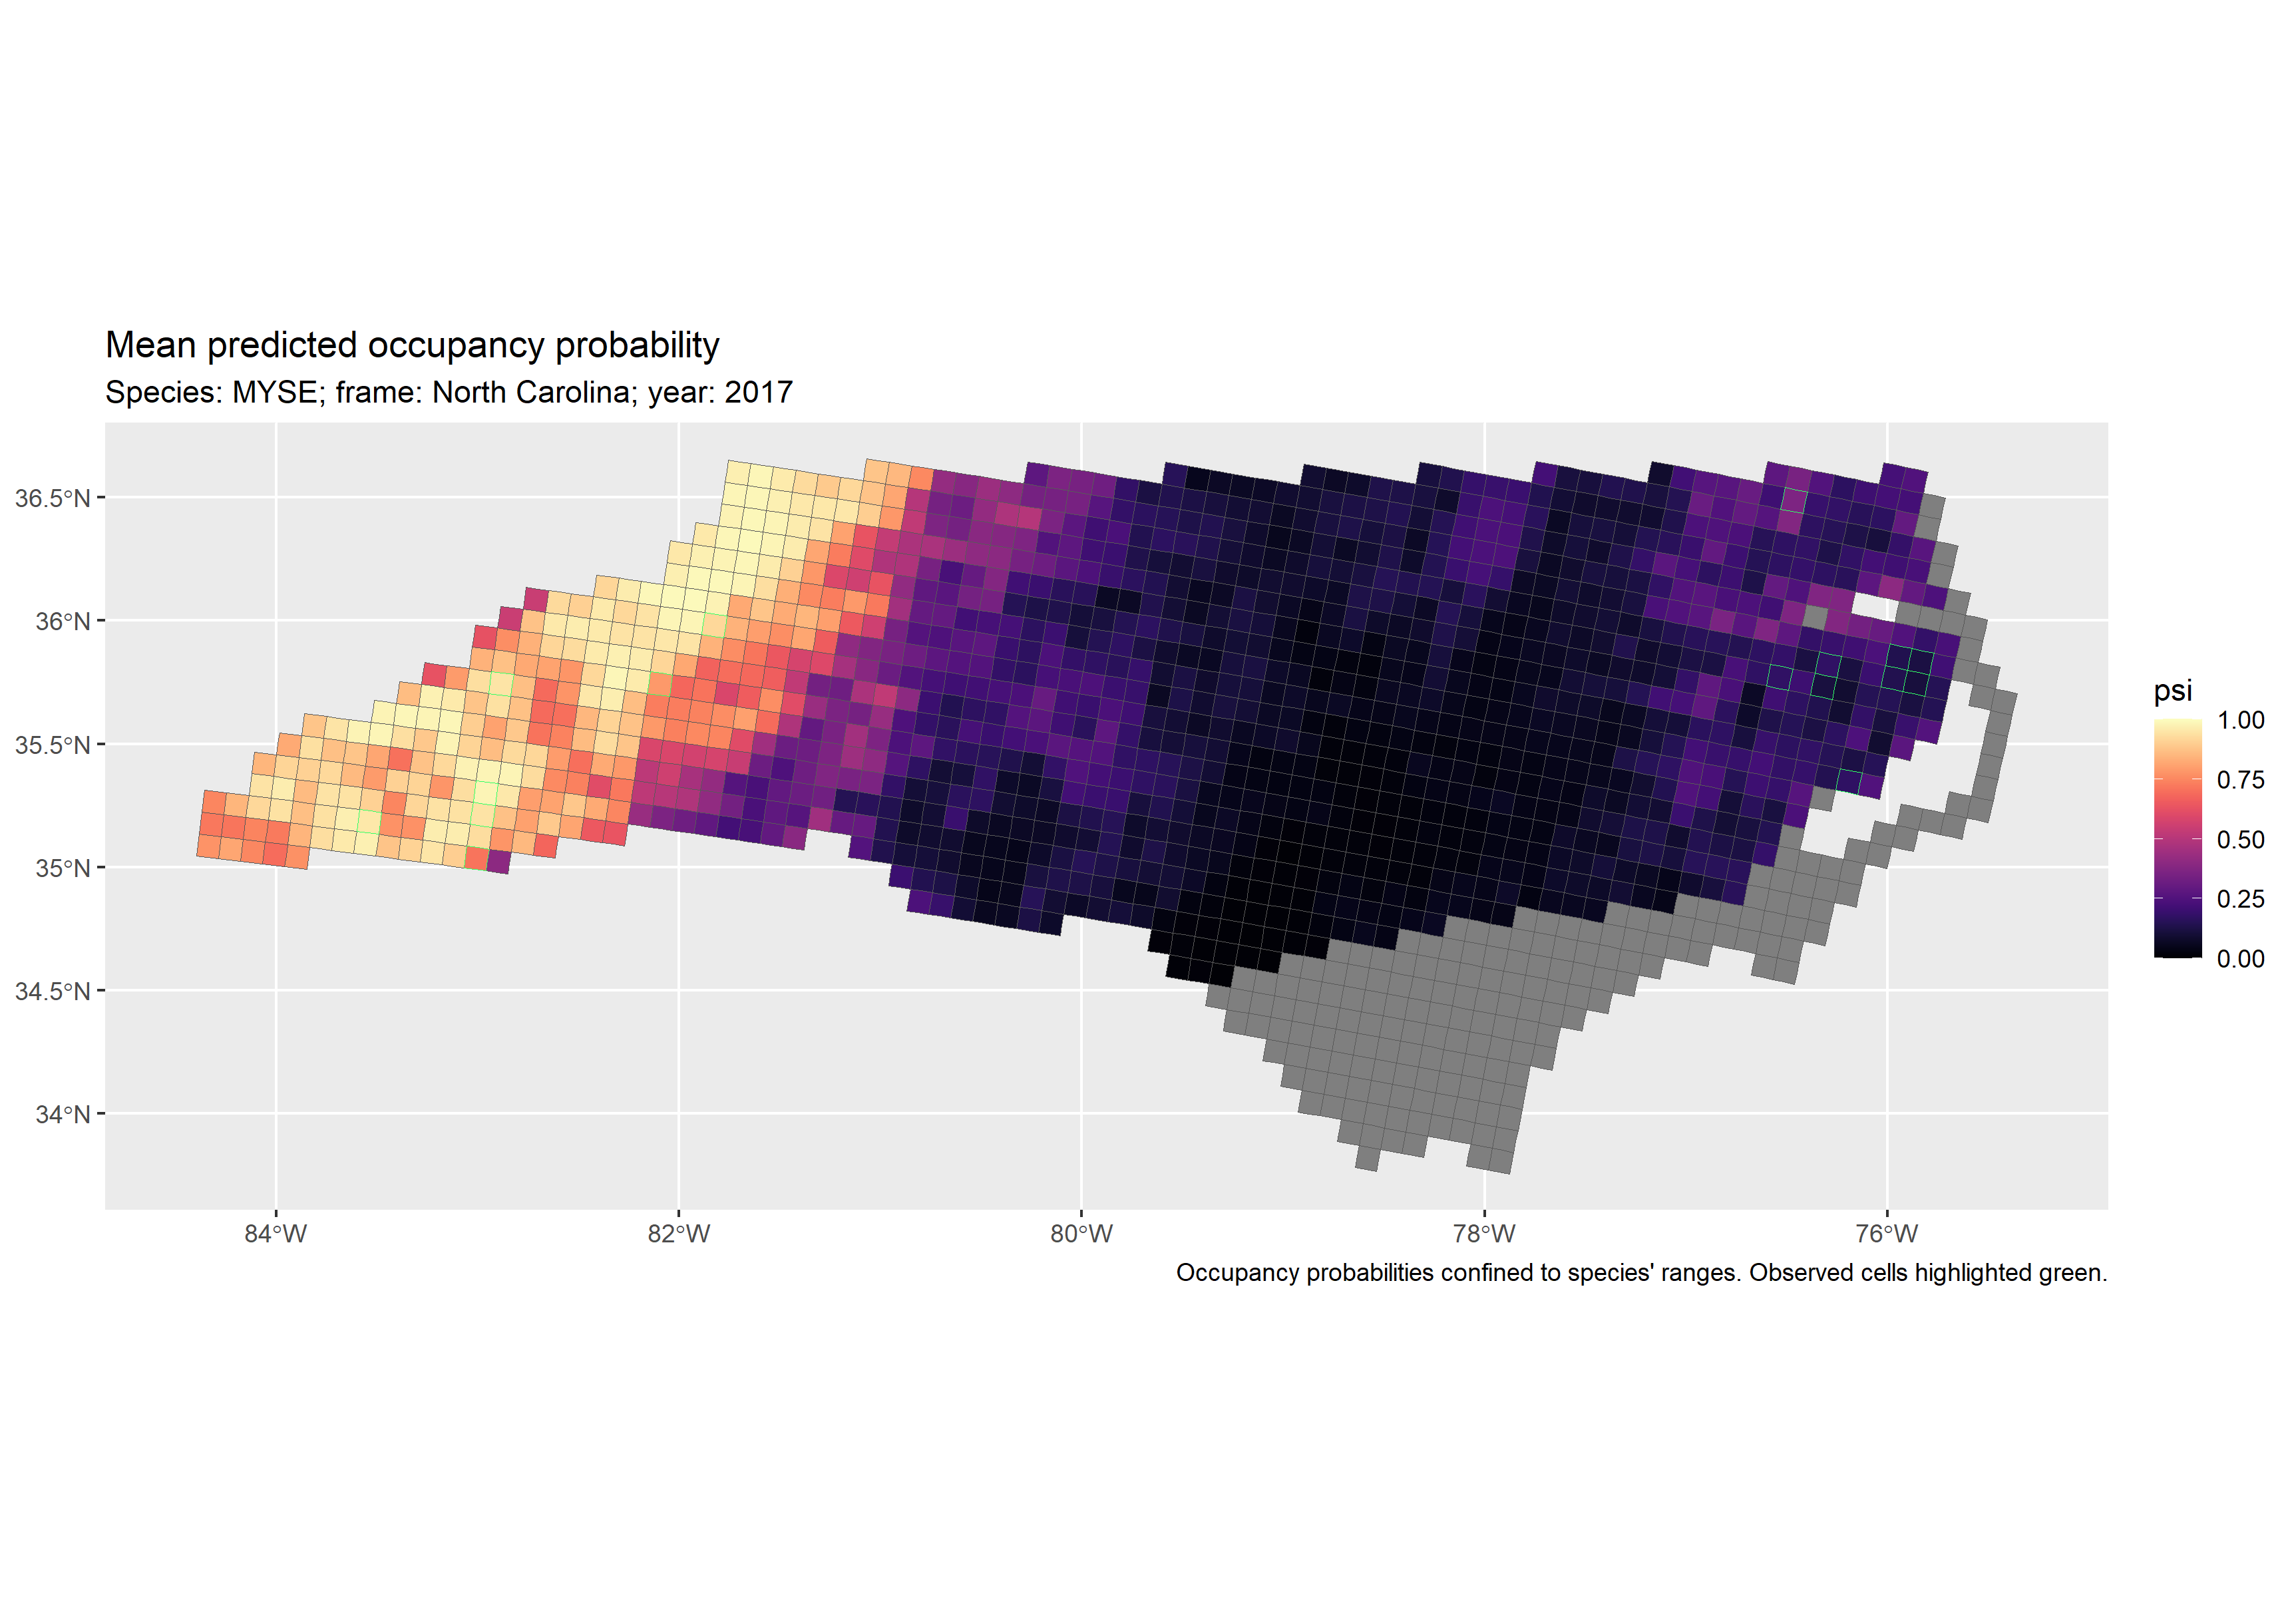 Mean predicted occupancy probability
Species: MYSE; frame: North Carolina; year: 2017
36.5°N
36°N
35.5°N
35°N
34.5°N
34°N
84°W
82°W
80°W
78°W
76°W
psi
1.00
0.75
0.50
0.25
0.00
Occupancy probabilities confined to species' ranges. Observed cells highlighted green.